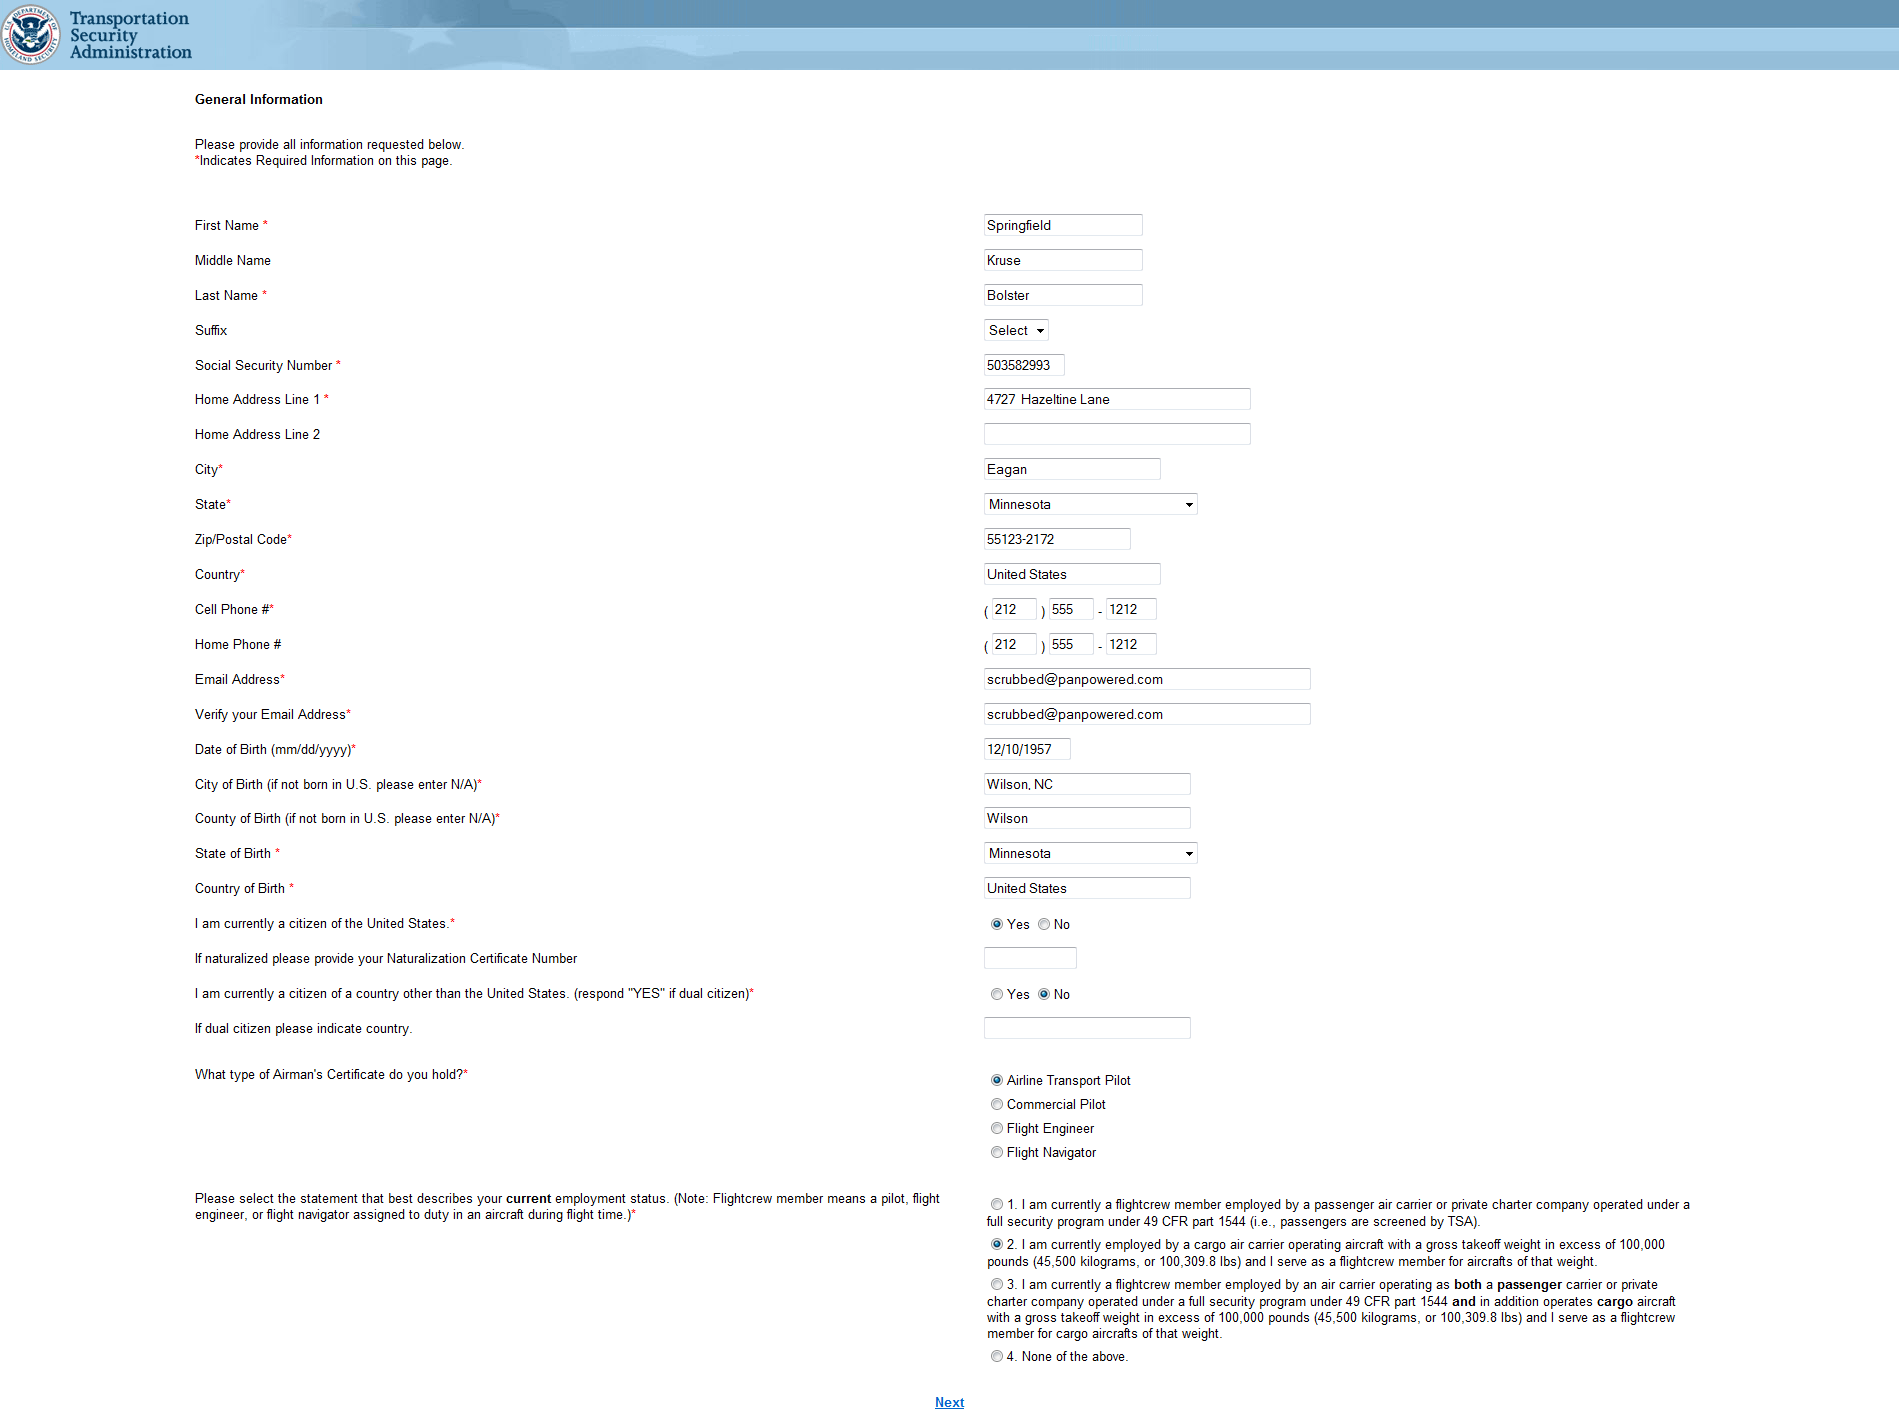 Transportation
Security
Administration
General Information
Please provide all information requested below.
*Indicates Required Information on this page.
First Name * Springfield
Middle Name Kruse
Last Name * Bolster
Suffix Select
Social Security Number * 503582993
Home Address Line 1 * 4727 Hazeltine Lane
Home Address Line 2
City* Eagan
State* Minnesota
Zip/Postal Code* 55123-2172
Country* United States
Cell Phone #* ( 212 ) 555 - 1212
Home Phone # ( 212 ) 555 - 1212
Email Address* scrubbed@panpowered.com
Verify your Email Address* scrubbed@panpowered.com
Date of Birth (mm/dd/yyyy)* 12/10/1957
City of Birth (if not born in U.S. please enter N/A)* Wilson, NC
County of Birth (if not born in U.S. please enter N/A)* Wilson
State of Birth * Minnesota
Country of Birth * United States
I am currently a citizen of the United States.* Yes No
If naturalized please provide your Naturalization Certificate Number
I am currently a citizen of a country other than the United States. (respond "YES" if dual citizen)* Yes No
If dual citizen please indicate country.
What type of Airman's Certificate do you hold?*
Airline Transport Pilot
Commercial Pilot
Flight Engineer
Flight Navigator
Please select the statement that best describes your current employment status. (Note: Flightcrew member means a pilot, flight
engineer, or flight navigator assigned to duty in an aircraft during flight time.)*
1. I am currently a flightcrew member employed by a passenger air carrier or private charter company operated under a
full security program under 49 CFR part 1544 (i.e., passengers are screened by TSA).
2. I am currently employed by a cargo air carrier operating aircraft with a gross takeoff weight in excess of 100,000
pounds (45,500 kilograms, or 100,309.8 lbs) and I serve as a flightcrew member for aircrafts of that weight.
3. I am currently a flightcrew member employed by an air carrier operating as both a passenger carrier or private
charter company operated under a full security program under 49 CFR part 1544 and in addition operates cargo aircraft
with a gross takeoff weight in excess of 100,000 pounds (45,500 kilograms, or 100,309.8 lbs) and I serve as a flightcrew
member for cargo aircrafts of that weight.
4. None of the above.
Next